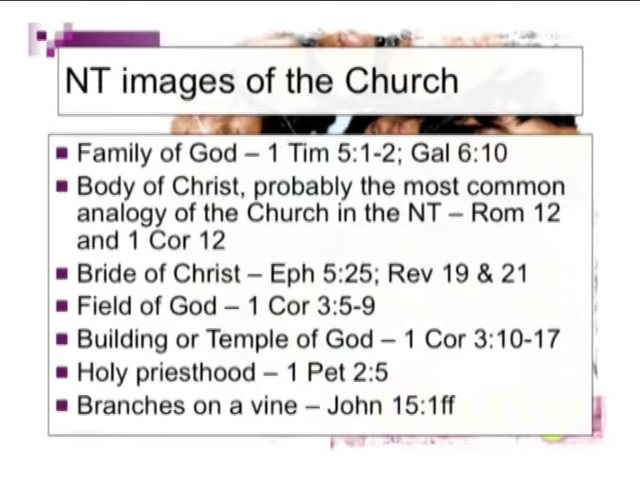 NT images of the Church
Family of God – 1 Tim 5:1-2; Gal 6:10
Body of Christ, probably the most common
analogy of the Church in the NT – Rom 12
and 1 Cor 12
Bride of Christ – Eph 5:25; Rev 19 & 21
Field of God – 1 Cor 3:5-9
Building or Temple of God – 1 Cor 3:10-17
Holy priesthood – 1 Pet 2:5
Branches on a vine – John 15:1ff